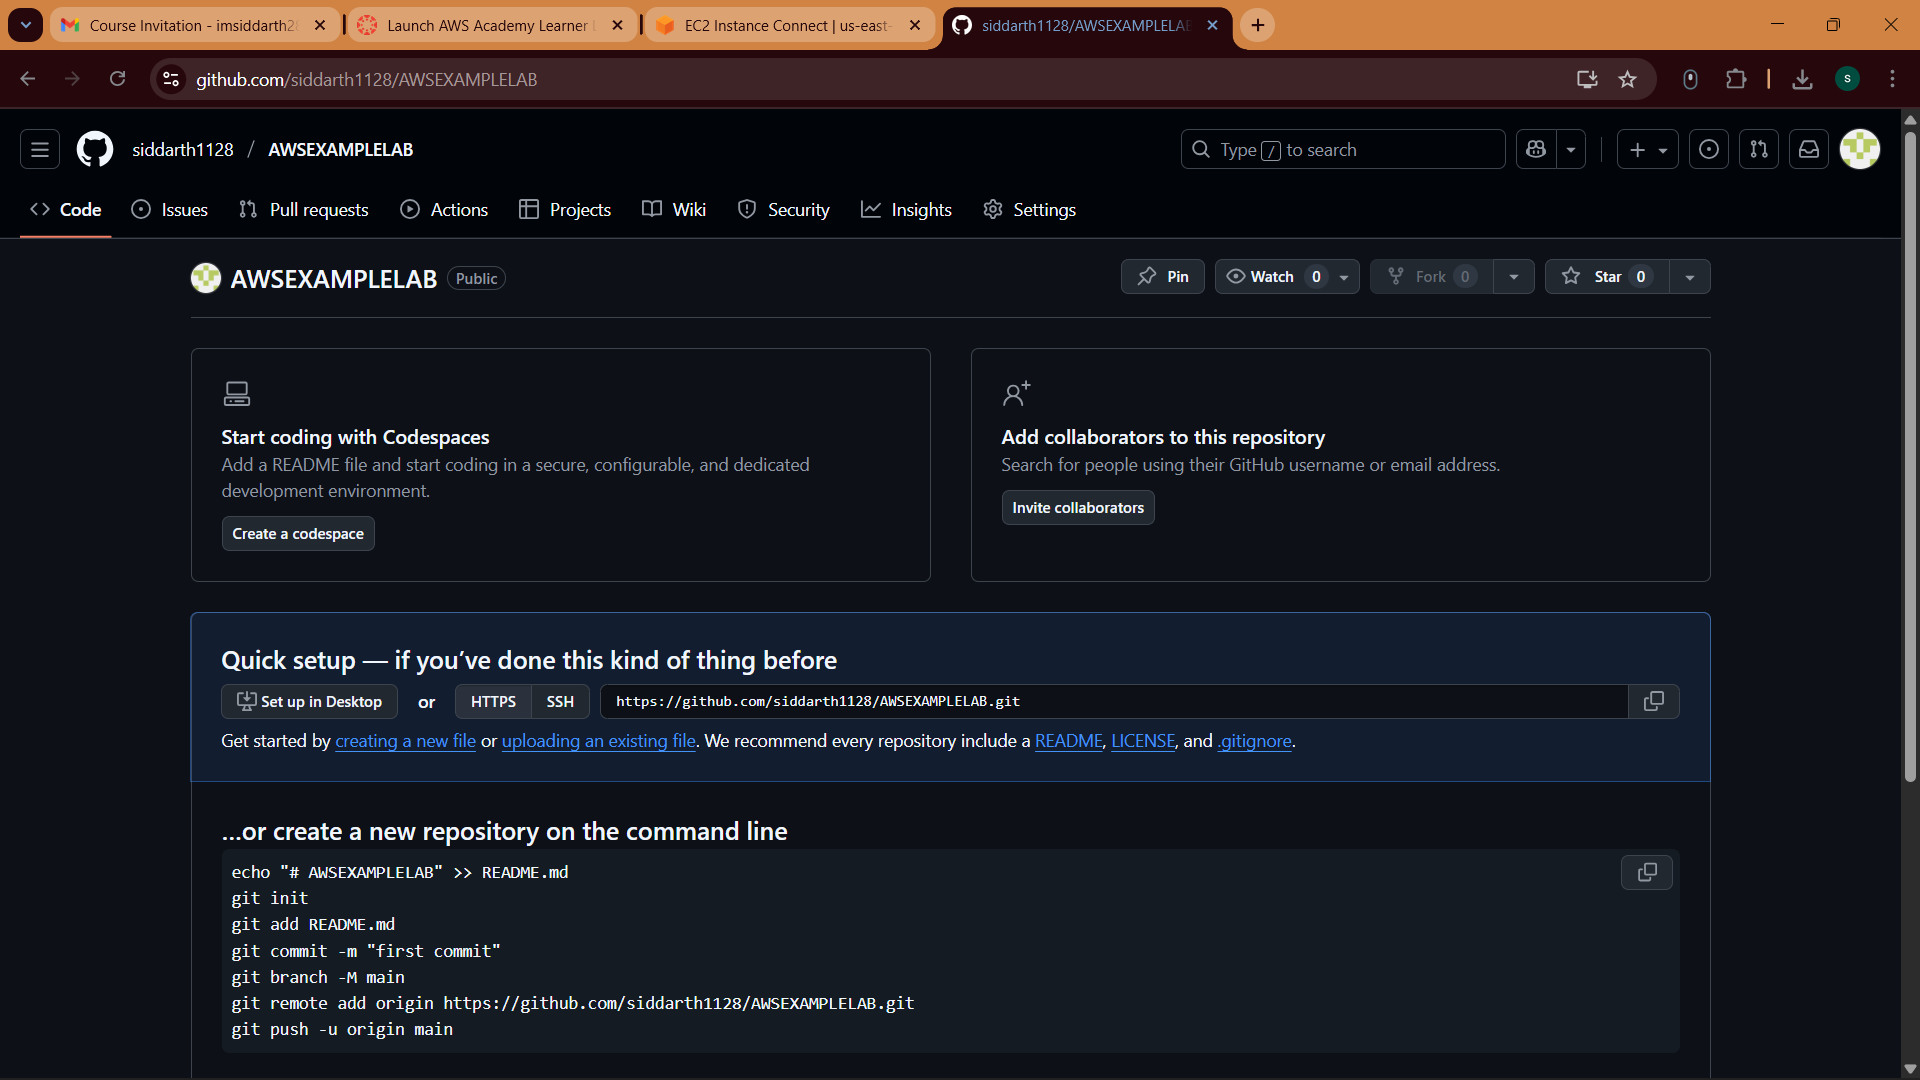 Course Invitation - imsiddarth28
Launch AWS Academy Learner L
EC2 Instance Connect | us-east-
siddarth1128/AWSEXAMPLELAB
github.com/siddarth1128/AWSEXAMPLELAB
S
siddarth1128 / AWSEXAMPLELAB
Type / to search
Code
Issues
Pull requests
Actions
Projects
Wiki
Security
Insights
Settings
AWSEXAMPLELAB Public
Pin
Watch 0
Fork 0
Star 0
Start coding with Codespaces
Add a README file and start coding in a secure, configurable, and dedicated
development environment.
Create a codespace
Add collaborators to this repository
Search for people using their GitHub username or email address.
Invite collaborators
Quick setup — if you’ve done this kind of thing before
Set up in Desktop or HTTPS SSH https://github.com/siddarth1128/AWSEXAMPLELAB.git
Get started by creating a new file or uploading an existing file. We recommend every repository include a README, LICENSE, and .gitignore.
…or create a new repository on the command line
echo "# AWSEXAMPLELAB" >> README.md
git init
git add README.md
git commit -m "first commit"
git branch -M main
git remote add origin https://github.com/siddarth1128/AWSEXAMPLELAB.git
git push -u origin main